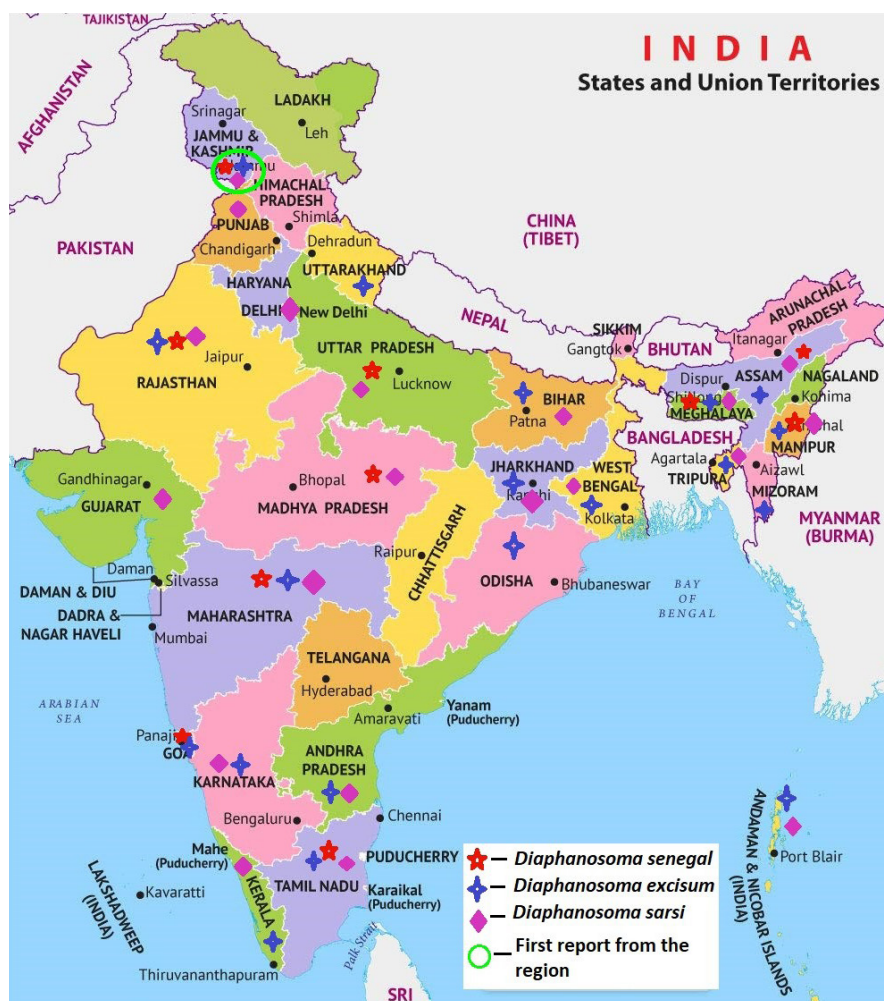 TAJIKISTAN
AFGHANISTAN
INDIA
States and Union Territories
LADAKH
Srinagar
Leh
JAMMU &
KASHMIR
HIMACHAL
PRADESH
Shimla
PUNJAB
Chandigarh
CHINA
(TIBET)
PAKISTAN
Dehradun
UTTARAKHAND
HARYANA
DELHI
New Delhi
NEPAL
ARUNACHAL
PRADESH
SIKKIM
Gangtok
BHUTAN
Itanagar
Jaipur
RAJASTHAN
UTTAR PRADESH
Lucknow
BIHAR
Patna
Dispur
ASSAM
NAGALAND
Kohima
MEGHALAYA
BANGLADESH
MANIPUR
Agartala
TRIPURA
Aizawl
MIZORAM
MYANMAR
(BURMA)
Gandhinagar
GUJARAT
Bhopal
MADHYA PRADESH
JHARKHAND
WEST
BENGAL
Kolkata
CHHATTISGARH
Raipur
ODISHA
Bhubaneswar
BAY
OF
BENGAL
Daman
Silvassa
DAMAN & DIU
DADRA &
NAGAR HAVELI
MAHARASHTRA
Mumbai
TELANGANA
Hyderabad
ARABIAN
SEA
Amaravati
Yanam
(Puducherry)
Panaji
GOA
KARNATAKA
ANDHRA
PRADESH
Bengaluru
Chennai
Mahe
(Puducherry)
PUDUCHERRY
TAMIL NADU
Karaikal
(Puducherry)
KERALA
LAKSHADWEEP
(INDIA)
Kavaratti
Thiruvananthapuram
Palk Strait
SRI
ANDAMAN & NICOBAR ISLANDS
(INDIA)
Port Blair
Diaphanosoma senegal
Diaphanosoma excisum
Diaphanosoma sarsi
First report from the
region